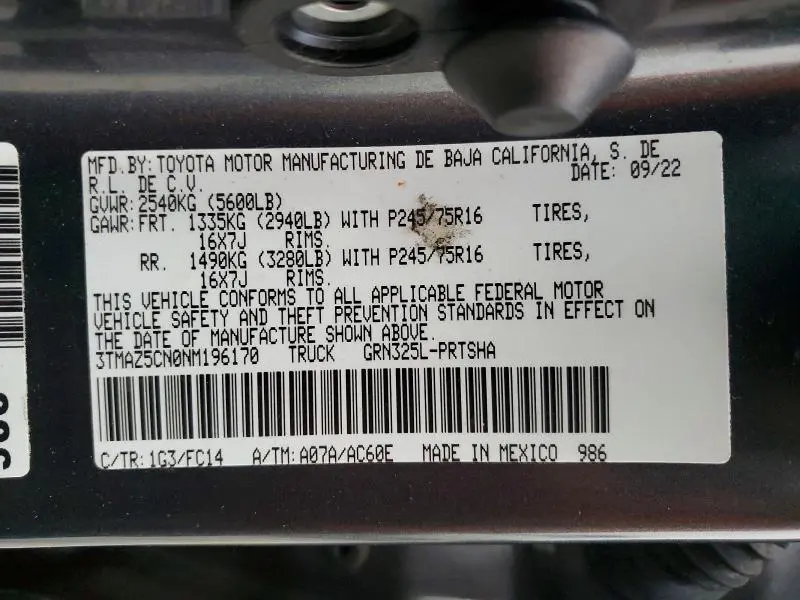 MFD.BY: TOYOTA MOTOR MANUFACTURING DE BAJA CALIFORNIA, S. DE
R.L. DE C.V. DATE: 09/22
GVWR: 2540KG (5600LB)
GAWR: FRT. 1335KG (2940LB) WITH P245/75R16 TIRES,
16X7J RIMS.
RR. 1490KG (3280LB) WITH P245/75R16 TIRES,
16X7J RIMS.
THIS VEHICLE CONFORMS TO ALL APPLICABLE FEDERAL MOTOR
VEHICLE SAFETY AND THEFT PREVENTION STANDARDS IN EFFECT ON
THE DATE OF MANUFACTURE SHOWN ABOVE.
3TMAZ5CN0NM196170 TRUCK GRN325L-PRTSHA
C/TR: 1G3/FC14 A/TM: A07A/AC60E MADE IN MEXICO 986